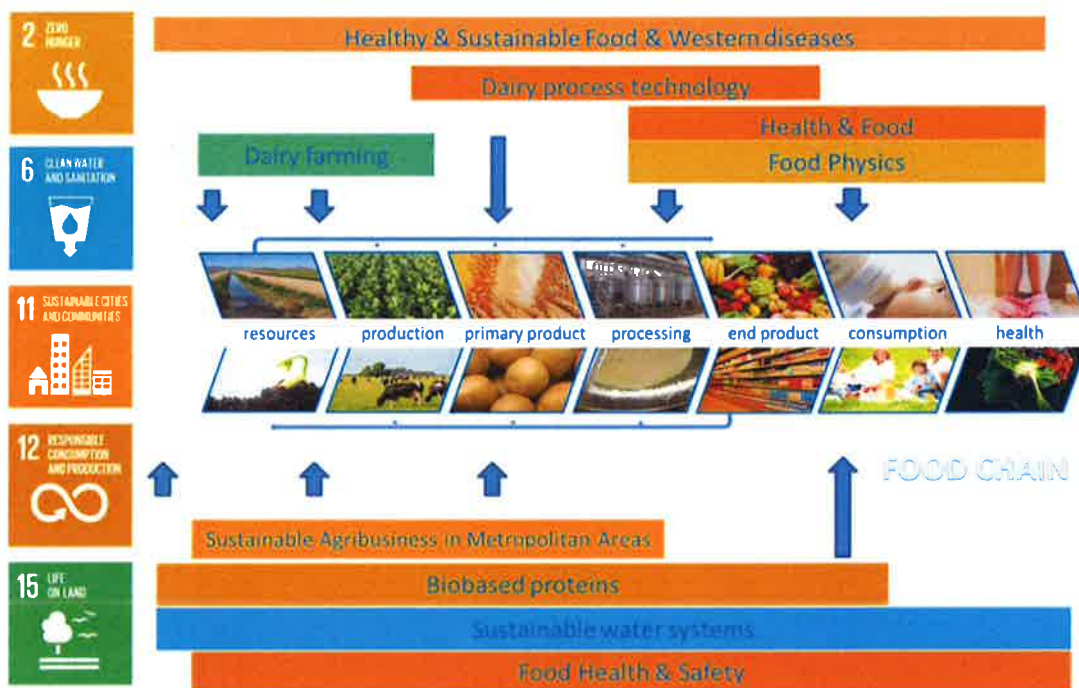 2 ZERO
HUNGER
Healthy & Sustainable Food & Western diseases
Dairy process technology
Health & Food
Dairy farming
Food Physics
6 CLEAN WATER
AND SANITATION
11 SUSTAINABLE CITIES
AND COMMUNITIES
resources production primary product processing end product consumption health
12 RESPONSIBLE
CONSUMPTION
AND PRODUCTION
FOOD CHAIN
Sustainable Agribusiness in Metropolitan Areas
15 LIFE
ON LAND
Biobased proteins
Sustainable water systems
Food Health & Safety